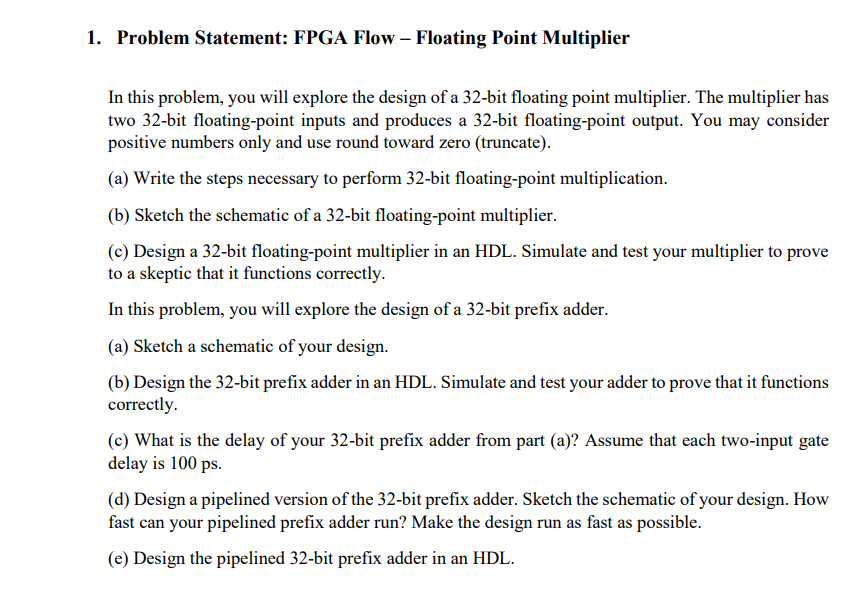 1. Problem Statement: FPGA Flow – Floating Point Multiplier
In this problem, you will explore the design of a 32-bit floating point multiplier. The multiplier has
two 32-bit floating-point inputs and produces a 32-bit floating-point output. You may consider
positive numbers only and use round toward zero (truncate).
(a) Write the steps necessary to perform 32-bit floating-point multiplication.
(b) Sketch the schematic of a 32-bit floating-point multiplier.
(c) Design a 32-bit floating-point multiplier in an HDL. Simulate and test your multiplier to prove
to a skeptic that it functions correctly.
In this problem, you will explore the design of a 32-bit prefix adder.
(a) Sketch a schematic of your design.
(b) Design the 32-bit prefix adder in an HDL. Simulate and test your adder to prove that it functions
correctly.
(c) What is the delay of your 32-bit prefix adder from part (a)? Assume that each two-input gate
delay is 100 ps.
(d) Design a pipelined version of the 32-bit prefix adder. Sketch the schematic of your design. How
fast can your pipelined prefix adder run? Make the design run as fast as possible.
(e) Design the pipelined 32-bit prefix adder in an HDL.